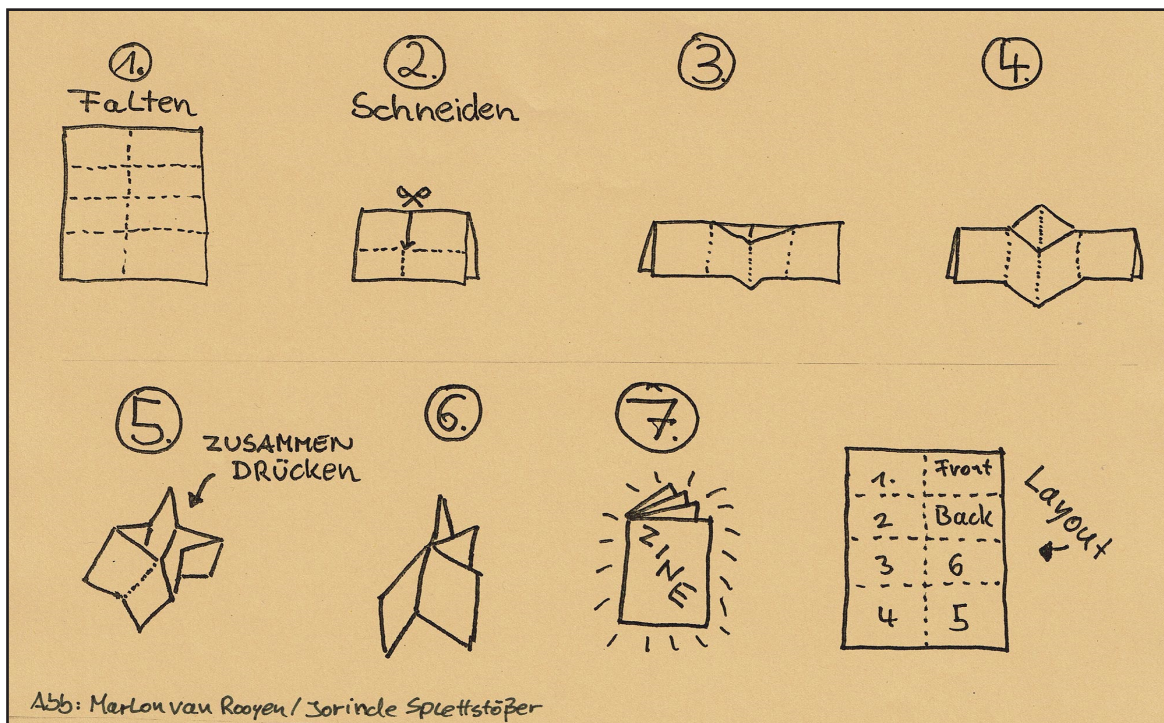 1.
Falten
2.
Schneiden
3.
4.
5.
ZUSAMMEN
DRÜCKEN
6.
7.
ZINE
1. Front
2 Back
3 6
4 5
Layout
Abb: Marlon van Rooyen / Jorinde Splettstößer